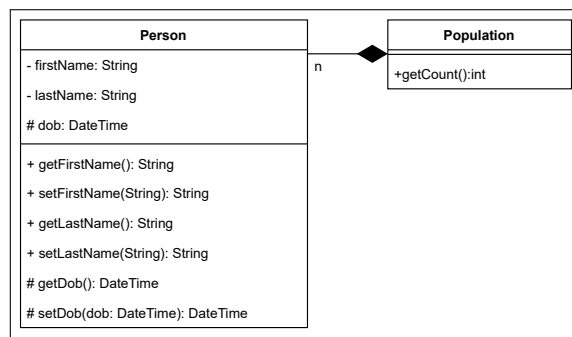 Person
- firstName: String
- lastName: String
# dob: DateTime
+ getFirstName(): String
+ setFirstName(String): String
+ getLastName(): String
+ setLastName(String): String
# getDob(): DateTime
# setDob(dob: DateTime): DateTime
n
Population
+getCount():int